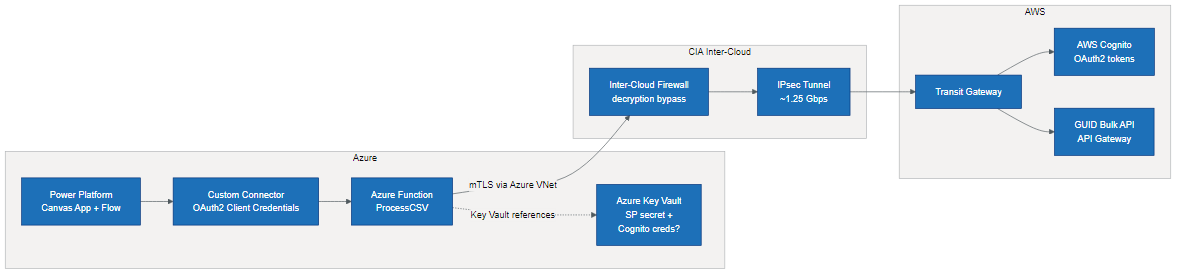 AWS
AWS Cognito
OAuth2 tokens
CIA Inter-Cloud
Inter-Cloud Firewall
decryption bypass
IPsec Tunnel
~1.25 Gbps
Transit Gateway
GUID Bulk API
API Gateway
Azure
Power Platform
Canvas App + Flow
Custom Connector
OAuth2 Client Credentials
Azure Function
ProcessCSV
mTLS via Azure VNet
Key Vault references
Azure Key Vault
SP secret +
Cognito creds?